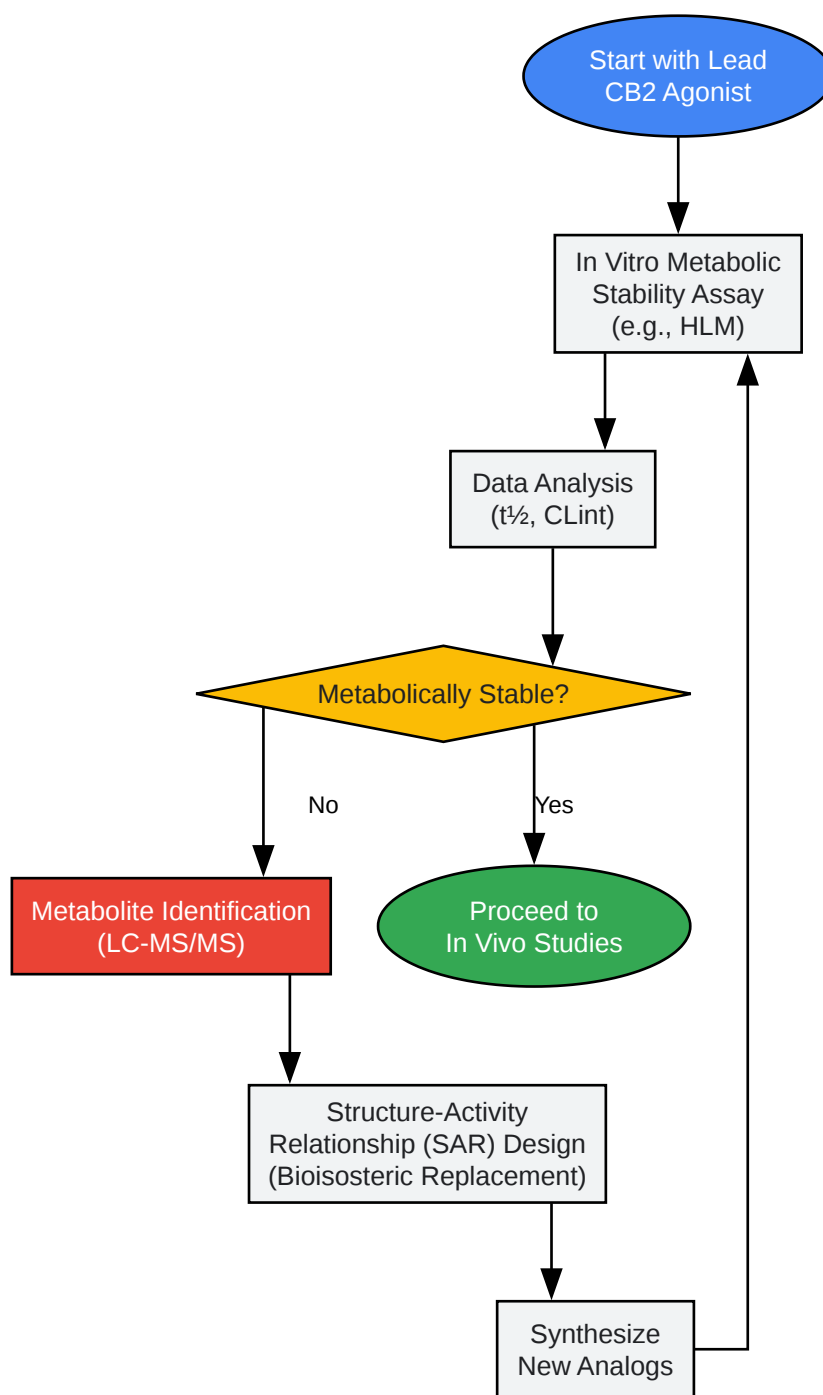 Start with Lead
CB2 Agonist
In Vitro Metabolic
Stability Assay
(e.g., HLM)
Data Analysis
(t½, CLint)
Metabolically Stable?
No
Yes
Metabolite Identification
(LC-MS/MS)
Proceed to
In Vivo Studies
Structure-Activity
Relationship (SAR) Design
(Bioisosteric Replacement)
Synthesize
New Analogs